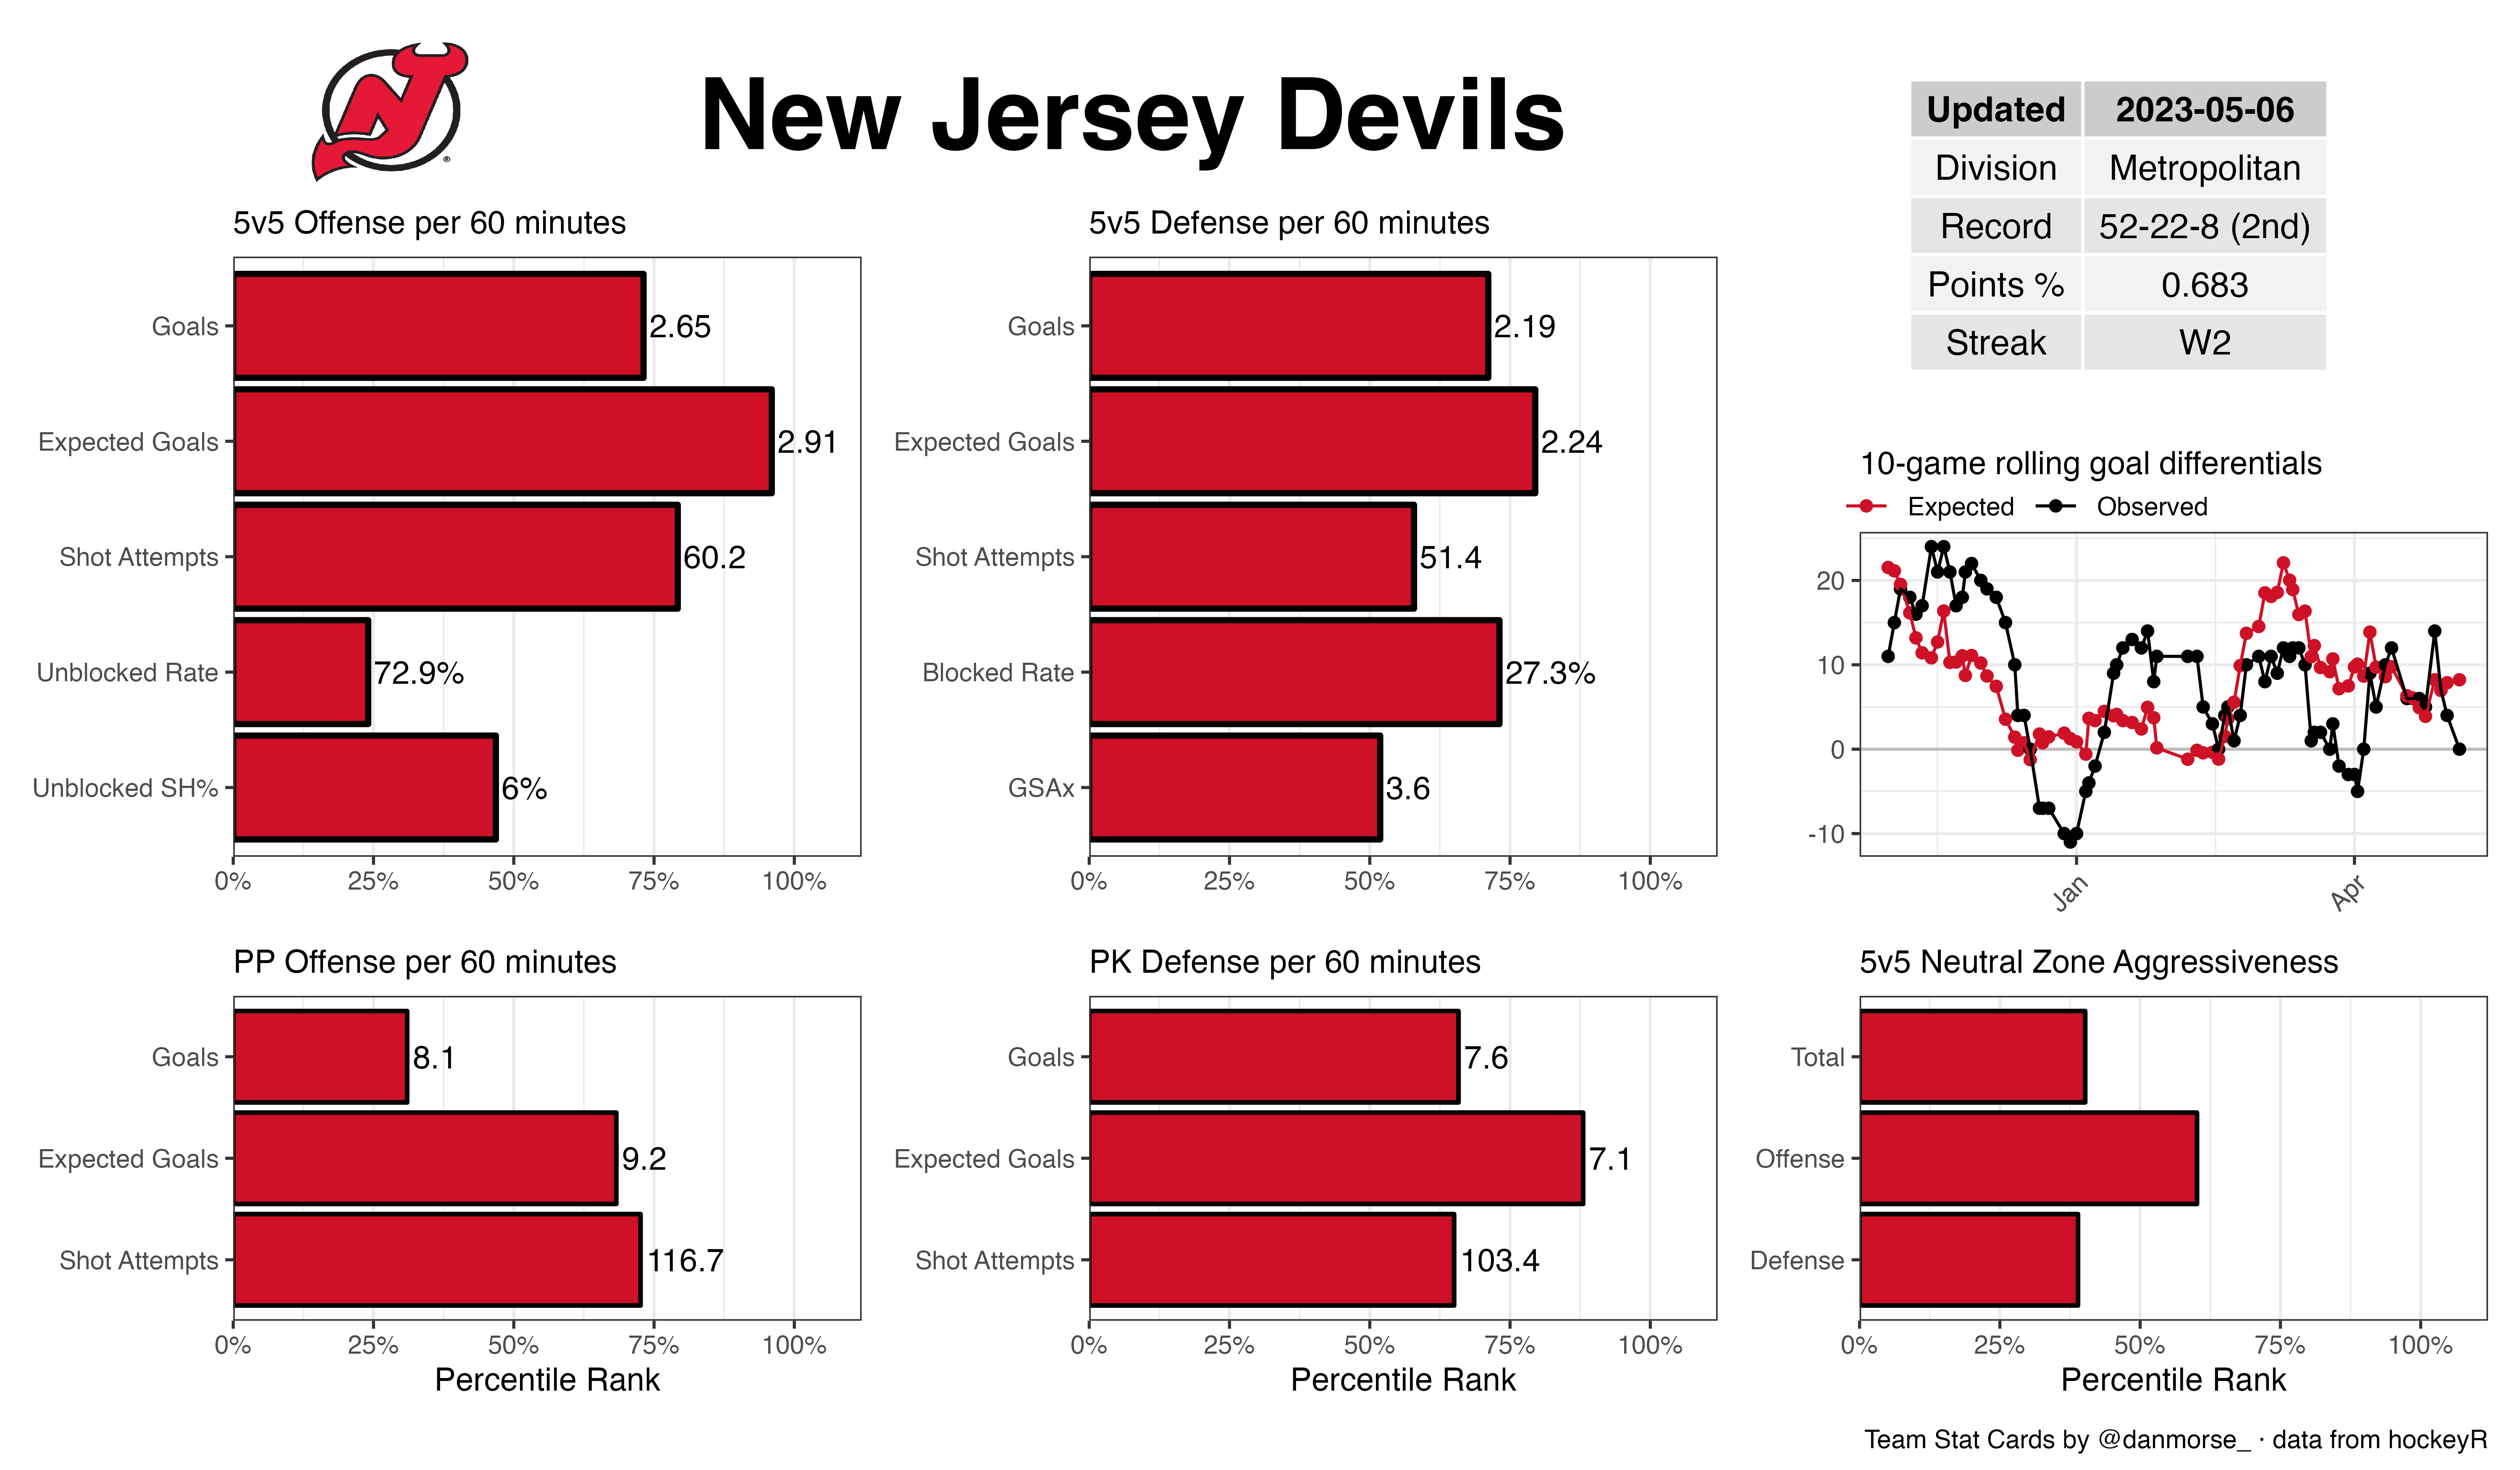 New Jersey Devils
Updated 2023-05-06
Division Metropolitan
Record 52-22-8 (2nd)
Points % 0.683
Streak W2
5v5 Offense per 60 minutes
Goals 2.65
Expected Goals 2.91
Shot Attempts 60.2
Unblocked Rate 72.9%
Unblocked SH% 6%
0% 25% 50% 75% 100%
5v5 Defense per 60 minutes
Goals 2.19
Expected Goals 2.24
Shot Attempts 51.4
Blocked Rate 27.3%
GSAx 3.6
0% 25% 50% 75% 100%
10-game rolling goal differentials
Expected Observed
20
10
0
-10
Jan Apr
PP Offense per 60 minutes
Goals 8.1
Expected Goals 9.2
Shot Attempts 116.7
0% 25% 50% 75% 100%
Percentile Rank
PK Defense per 60 minutes
Goals 7.6
Expected Goals 7.1
Shot Attempts 103.4
0% 25% 50% 75% 100%
Percentile Rank
5v5 Neutral Zone Aggressiveness
Total
Offense
Defense
0% 25% 50% 75% 100%
Percentile Rank
Team Stat Cards by @danmorse_ · data from hockeyR